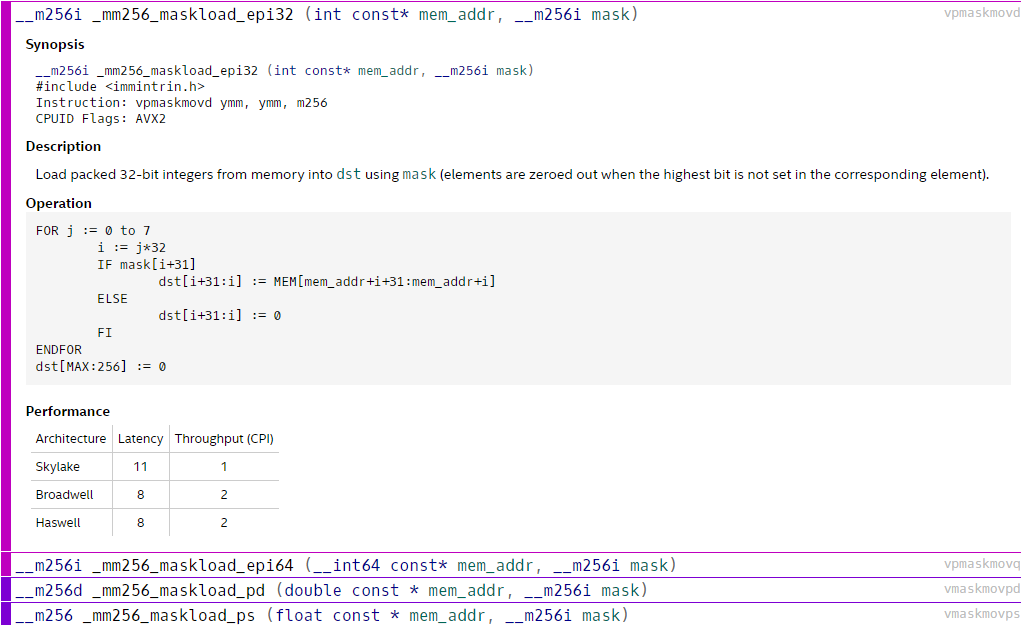 __m256i _mm256_maskload_epi32 (int const* mem_addr, __m256i mask) vpmaskmovd
Synopsis
__m256i _mm256_maskload_epi32 (int const* mem_addr, __m256i mask)
#include <immintrin.h>
Instruction: vpmaskmovd ymm, ymm, m256
CPUID Flags: AVX2
Description
Load packed 32-bit integers from memory into dst using mask (elements are zeroed out when the highest bit is not set in the corresponding element).
Operation
FOR j := 0 to 7
i := j*32
IF mask[i+31]
dst[i+31:i] := MEM[mem_addr+i+31:mem_addr+i]
ELSE
dst[i+31:i] := 0
FI
ENDFOR
dst[MAX:256] := 0
Performance
Architecture Latency Throughput (CPI)
Skylake 11 1
Broadwell 8 2
Haswell 8 2
__m256i _mm256_maskload_epi64 (__int64 const* mem_addr, __m256i mask) vpmaskmovq
__m256d _mm256_maskload_pd (double const * mem_addr, __m256i mask) vmaskmovpd
__m256 _mm256_maskload_ps (float const * mem_addr, __m256i mask) vmaskmovps